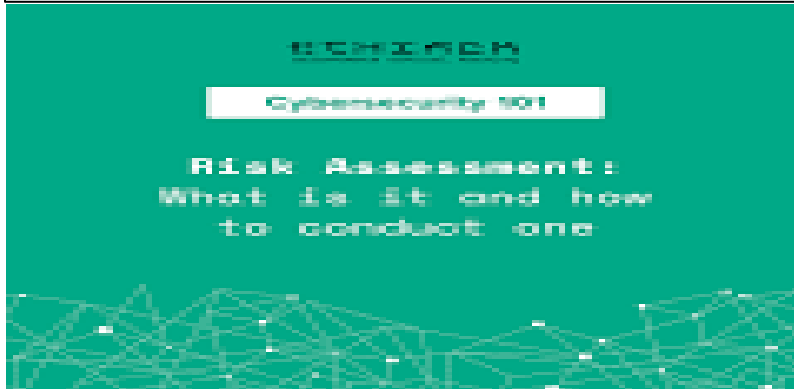 Cybersecurity 101
Risk Assessment:
What is it and how
to conduct one